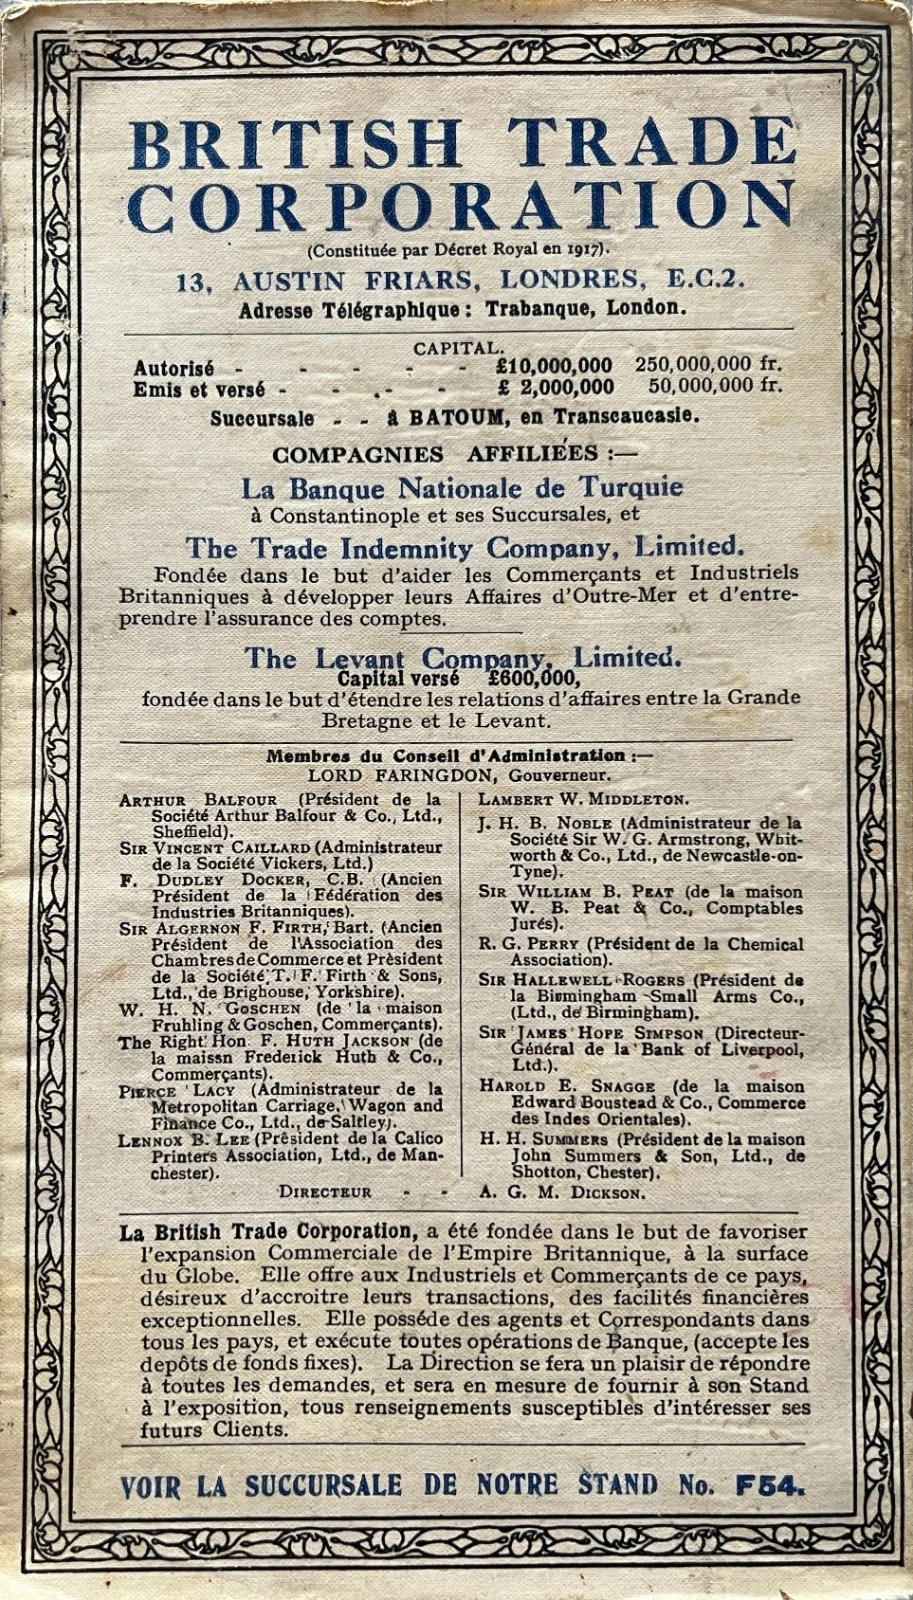 BRITISH TRADE
CORPORATION
(Constituée par Décret Royal en 1917).
13, AUSTIN FRIARS, LONDRES, E.C.2.
Adresse Télégraphique : Trabanque, London.
CAPITAL.
Autorisé - - - - - £10,000,000 250,000,000 fr.
Emis et versé - - - - £ 2,000,000 50,000,000 fr.
Succursale - - à BATOUM, en Transcaucasie.
COMPAGNIES AFFILIÉES :—
La Banque Nationale de Turquie
à Constantinople et ses Succursales, et
The Trade Indemnity Company, Limited.
Fondée dans le but d'aider les Commerçants et Industriels
Britanniques à développer leurs Affaires d'Outre-Mer et d'entre-
prendre l'assurance des comptes.
The Levant Company, Limited.
Capital versé £600,000,
fondée dans le but d'étendre les relations d'affaires entre la Grande
Bretagne et le Levant.
Membres du Conseil d'Administration :—
LORD FARINGDON, Gouverneur.
ARTHUR BALFOUR (Président de la
Société Arthur Balfour & Co., Ltd.,
Sheffield).
SIR VINCENT CAILLARD (Administrateur
de la Société Vickers, Ltd.)
F. DUDLEY DOCKER, C.B. (Ancien
Président de la Fédération des
Industries Britanniques).
SIR ALGERNON F. FIRTH, Bart. (Ancien
Président de l'Association des
Chambres de Commerce et Prèsident
de la Société T. F. Firth & Sons,
Ltd., de Brighouse, Yorkshire).
W. H. N. GOSCHEN (de la maison
Fruhling & Goschen, Commerçants).
The Right Hon. F. HUTH JACKSON (de
la maissn Frederick Huth & Co.,
Commerçants).
PIERCE LACY (Administrateur de la
Metropolitan Carriage, Wagon and
Finance Co., Ltd., de Saltley).
LENNOX B. LEE (Président de la Calico
Printers Association, Ltd., de Man-
chester).
LAMBERT W. MIDDLETON.
J. H. B. NOBLE (Administrateur de la
Société Sir W. G. Armstrong, Whit-
worth & Co., Ltd., de Newcastle-on-
Tyne).
SIR WILLIAM B. PEAT (de la maison
W. B. Peat & Co., Comptables
Jurés).
R. G. PERRY (Président de la Chemical
Association).
SIR HALLEWELL ROGERS (Président de
la Birmingham Small Arms Co.,
(Ltd., de Birmingham).
SIR JAMES HOPE SIMPSON (Directeur-
Général de la Bank of Liverpool,
Ltd.).
HAROLD E. SNAGGE (de la maison
Edward Boustead & Co., Commerce
des Indes Orientales).
H. H. SUMMERS (Président de la maison
John Summers & Son, Ltd., de
Shotton, Chester).
DIRECTEUR - - A. G. M. DICKSON.
La British Trade Corporation, a été fondée dans le but de favoriser
l'expansion Commerciale de l'Empire Britannique, à la surface
du Globe. Elle offre aux Industriels et Commerçants de ce pays,
désireux d'accroitre leurs transactions, des facilités financières
exceptionnelles. Elle posséde des agents et Correspondants dans
tous les pays, et exécute toutes opérations de Banque, (accepte les
depôts de fonds fixes). La Direction se fera un plaisir de répondre
à toutes les demandes, et sera en mesure de fournir à son Stand
à l'exposition, tous renseignements susceptibles d'intéresser ses
futurs Clients.
VOIR LA SUCCURSALE DE NOTRE STAND No. F54.